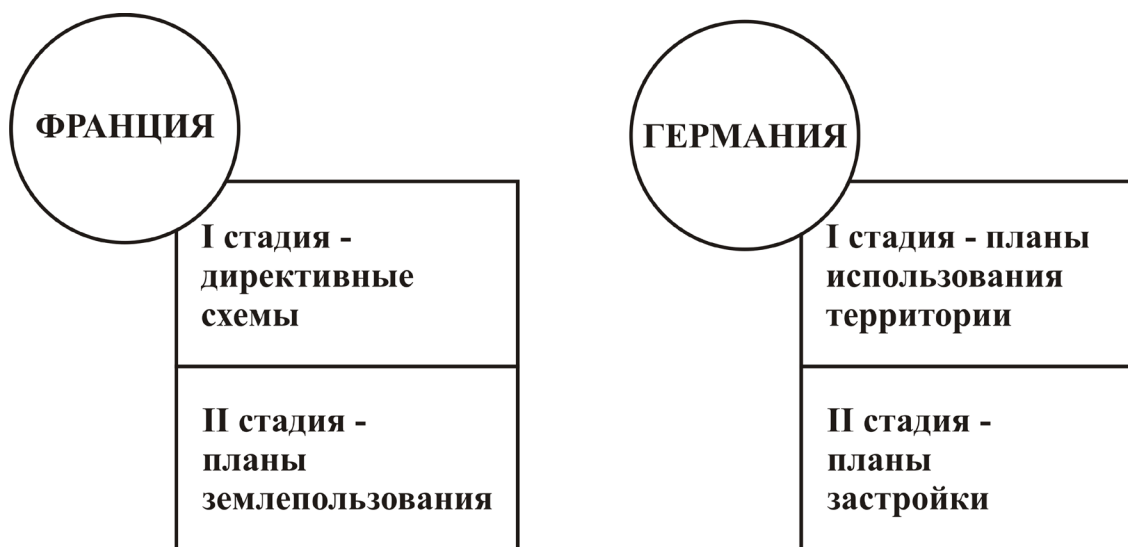 ФРАНЦИЯ
I стадия -
директивные
схемы
II стадия -
планы
землепользования
ГЕРМАНИЯ
I стадия - планы
использования
территории
II стадия -
планы
застройки